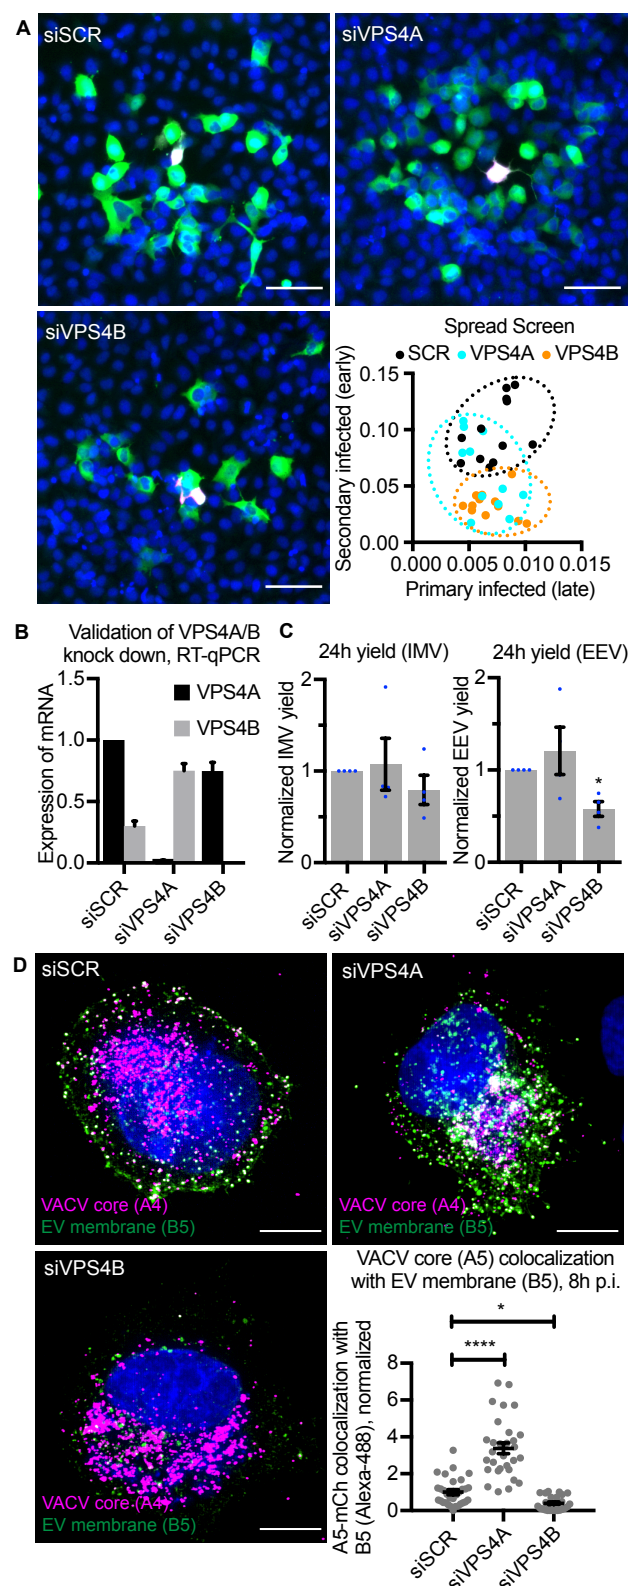 A
siSCR
siVPS4A
siVPS4B
Spread Screen
SCR VPS4A VPS4B
Secondary infected (early)
0.15
0.10
0.05
0.00
0.000 0.005 0.010 0.015
Primary infected (late)
B
Validation of VPS4A/B
knock down, RT-qPCR
Expression of mRNA
1.5
1.0
0.5
0.0
VPS4A
VPS4B
siSCR
siVPS4A
siVPS4B
C
24h yield (IMV)
Normalized IMV yield
2
1
0
siSCR
siVPS4A
siVPS4B
24h yield (EEV)
Normalized EEV yield
2
1
0
*
siSCR
siVPS4A
siVPS4B
D
siSCR
VACV core (A4)
EV membrane (B5)
siVPS4A
VACV core (A4)
EV membrane (B5)
siVPS4B
VACV core (A4)
EV membrane (B5)
VACV core (A5) colocalization
with EV membrane (B5), 8h p.i.
A5-mCh colocalization with
B5 (Alexa-488), normalized
*
****
8
6
4
2
0
siSCR
siVPS4A
siVPS4B